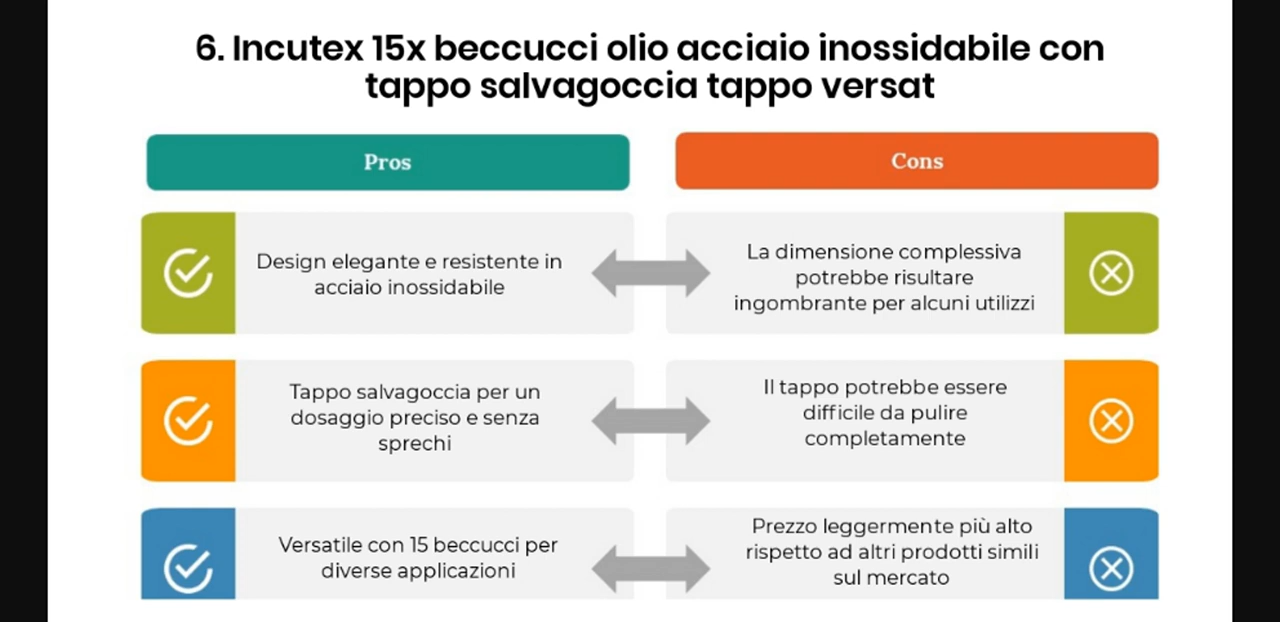 6. Incutex 15x beccucci olio acciaio inossidabile con
tappo salvagoccia tappo versat
Pros
Cons
Design elegante e resistente in
acciaio inossidabile
La dimensione complessiva
potrebbe risultare
ingombrante per alcuni utilizzi
Tappo salvagoccia per un
dosaggio preciso e senza
sprechi
Il tappo potrebbe essere
difficile da pulire
completamente
Versatile con 15 beccucci per
diverse applicazioni
Prezzo leggermente più alto
rispetto ad altri prodotti simili
sul mercato